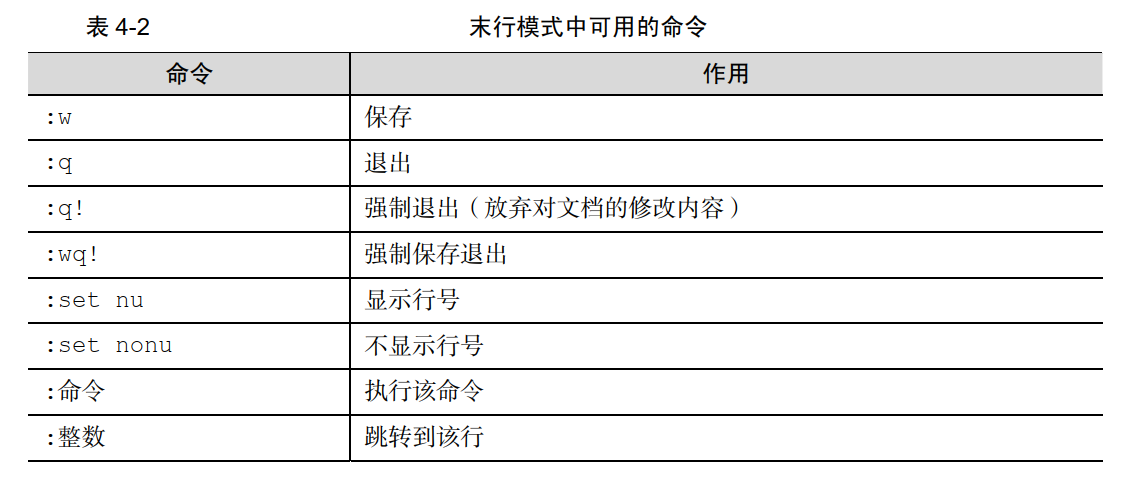 表 4-2 末行模式中可用的命令
命令 作用
:w 保存
:q 退出
:q! 强制退出（放弃对文档的修改内容）
:wq! 强制保存退出
:set nu 显示行号
:set nonu 不显示行号
:命令 执行该命令
:整数 跳转到该行